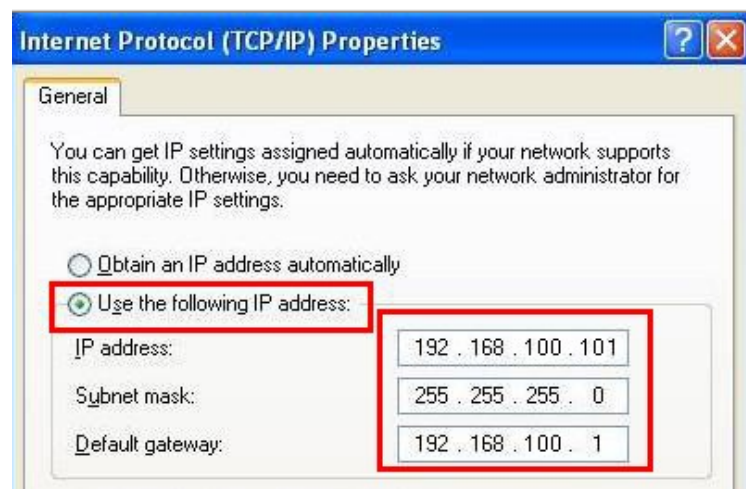 Internet Protocol (TCP/IP) Properties
General
You can get IP settings assigned automatically if your network supports
this capability. Otherwise, you need to ask your network administrator for
the appropriate IP settings.
Obtain an IP address automatically
Use the following IP address:
IP address: 192 . 168 . 100 . 101
Subnet mask: 255 . 255 . 255 . 0
Default gateway: 192 . 168 . 100 . 1